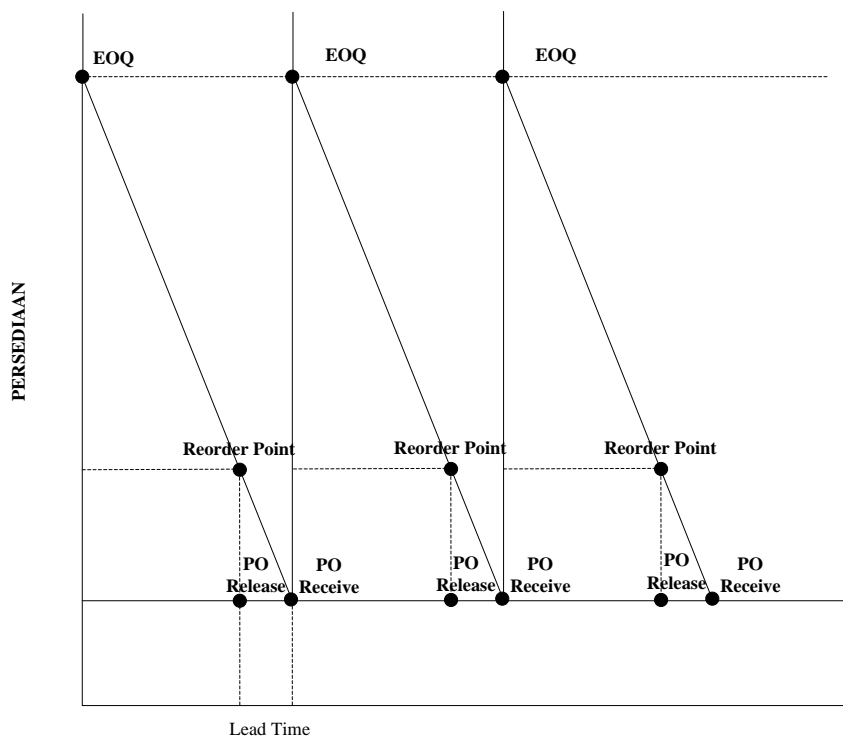 EOQ
EOQ
EOQ
PERSEDIAAN
Reorder Point
Reorder Point
Reorder Point
PO
Release
PO
Receive
PO
Release
PO
Receive
PO
Release
PO
Receive
Lead Time